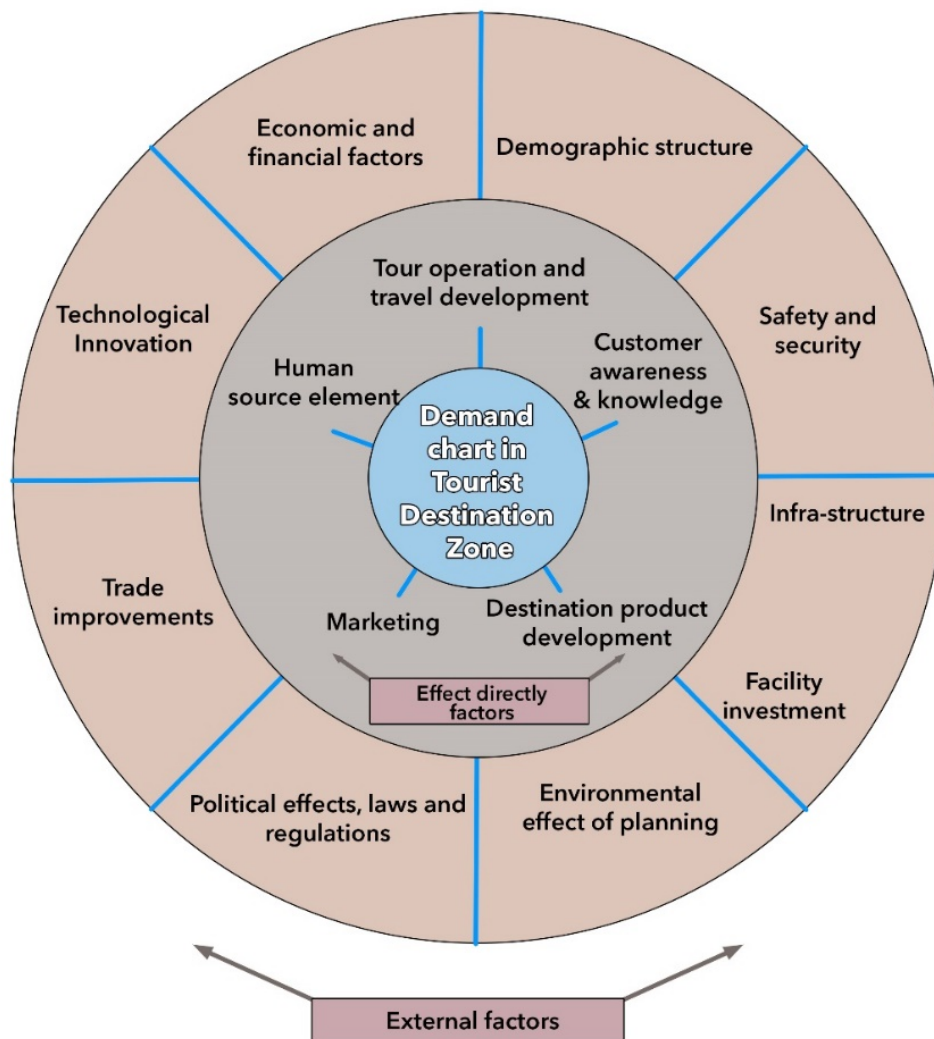 Economic and
financial factors
Demographic structure
Technological
Innovation
Safety and
security
Tour operation and
travel development
Human
source element
Customer
awareness
& knowledge
Demand
chart in
Tourist
Destination
Zone
Infra-structure
Trade
improvements
Marketing
Destination product
development
Effect directly
factors
Facility
investment
Political effects, laws and
regulations
Environmental
effect of planning
External factors